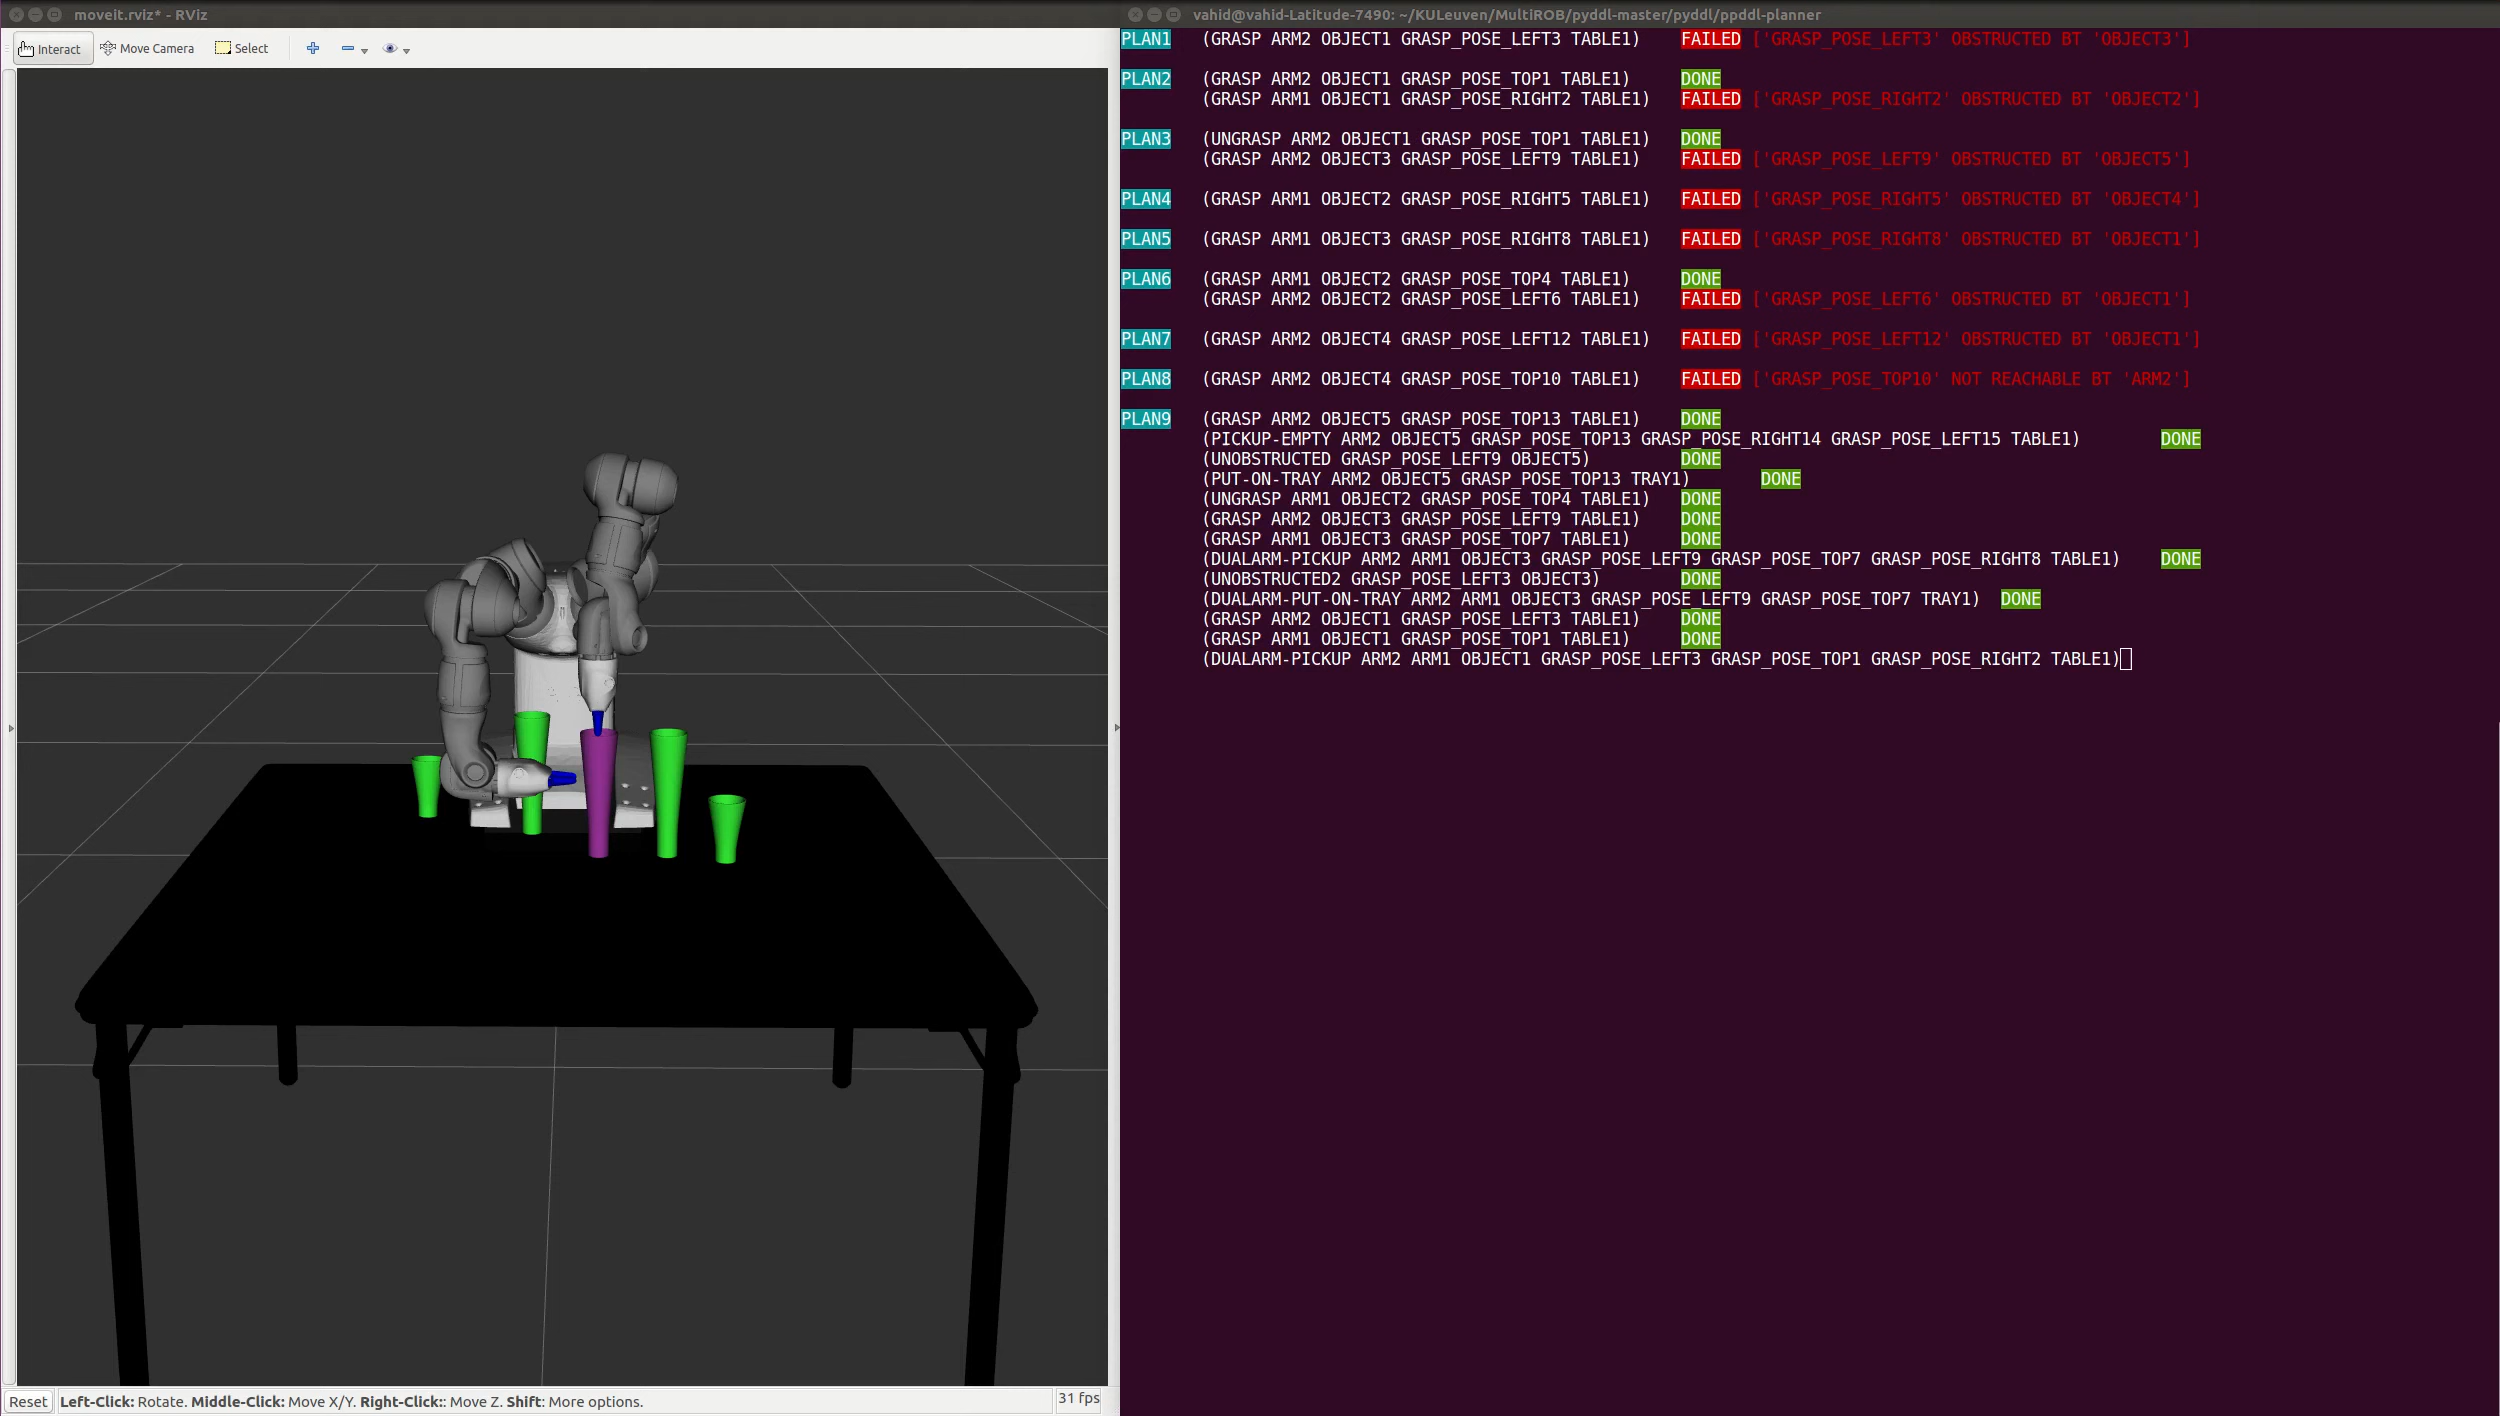 moveit.rviz* - RViz
Interact Move Camera Select
Reset Left-Click: Rotate. Middle-Click: Move X/Y. Right-Click:: Move Z. Shift: More options. 31 fps
vahid@vahid-Latitude-7490: ~/KULeuven/MultiROB/pyddl-master/pyddl/ppddl-planner
PLAN1 (GRASP ARM2 OBJECT1 GRASP_POSE_LEFT3 TABLE1) FAILED ['GRASP_POSE_LEFT3' OBSTRUCTED BT 'OBJECT3']
PLAN2 (GRASP ARM2 OBJECT1 GRASP_POSE_TOP1 TABLE1) DONE
(GRASP ARM1 OBJECT1 GRASP_POSE_RIGHT2 TABLE1) FAILED ['GRASP_POSE_RIGHT2' OBSTRUCTED BT 'OBJECT2']
PLAN3 (UNGRASP ARM2 OBJECT1 GRASP_POSE_TOP1 TABLE1) DONE
(GRASP ARM2 OBJECT3 GRASP_POSE_LEFT9 TABLE1) FAILED ['GRASP_POSE_LEFT9' OBSTRUCTED BT 'OBJECT5']
PLAN4 (GRASP ARM1 OBJECT2 GRASP_POSE_RIGHT5 TABLE1) FAILED ['GRASP_POSE_RIGHT5' OBSTRUCTED BT 'OBJECT4']
PLAN5 (GRASP ARM1 OBJECT3 GRASP_POSE_RIGHT8 TABLE1) FAILED ['GRASP_POSE_RIGHT8' OBSTRUCTED BT 'OBJECT1']
PLAN6 (GRASP ARM1 OBJECT2 GRASP_POSE_TOP4 TABLE1) DONE
(GRASP ARM2 OBJECT2 GRASP_POSE_LEFT6 TABLE1) FAILED ['GRASP_POSE_LEFT6' OBSTRUCTED BT 'OBJECT1']
PLAN7 (GRASP ARM2 OBJECT4 GRASP_POSE_LEFT12 TABLE1) FAILED ['GRASP_POSE_LEFT12' OBSTRUCTED BT 'OBJECT1']
PLAN8 (GRASP ARM2 OBJECT4 GRASP_POSE_TOP10 TABLE1) FAILED ['GRASP_POSE_TOP10' NOT REACHABLE BT 'ARM2']
PLAN9 (GRASP ARM2 OBJECT5 GRASP_POSE_TOP13 TABLE1) DONE
(PICKUP-EMPTY ARM2 OBJECT5 GRASP_POSE_TOP13 GRASP_POSE_RIGHT14 GRASP_POSE_LEFT15 TABLE1) DONE
(UNOBSTRUCTED GRASP_POSE_LEFT9 OBJECT5) DONE
(PUT-ON-TRAY ARM2 OBJECT5 GRASP_POSE_TOP13 TRAY1) DONE
(UNGRASP ARM1 OBJECT2 GRASP_POSE_TOP4 TABLE1) DONE
(GRASP ARM2 OBJECT3 GRASP_POSE_LEFT9 TABLE1) DONE
(GRASP ARM1 OBJECT3 GRASP_POSE_TOP7 TABLE1) DONE
(DUALARM-PICKUP ARM2 ARM1 OBJECT3 GRASP_POSE_LEFT9 GRASP_POSE_TOP7 GRASP_POSE_RIGHT8 TABLE1) DONE
(UNOBSTRUCTED2 GRASP_POSE_LEFT3 OBJECT3) DONE
(DUALARM-PUT-ON-TRAY ARM2 ARM1 OBJECT3 GRASP_POSE_LEFT9 GRASP_POSE_TOP7 TRAY1) DONE
(GRASP ARM2 OBJECT1 GRASP_POSE_LEFT3 TABLE1) DONE
(GRASP ARM1 OBJECT1 GRASP_POSE_TOP1 TABLE1) DONE
(DUALARM-PICKUP ARM2 ARM1 OBJECT1 GRASP_POSE_LEFT3 GRASP_POSE_TOP1 GRASP_POSE_RIGHT2 TABLE1)